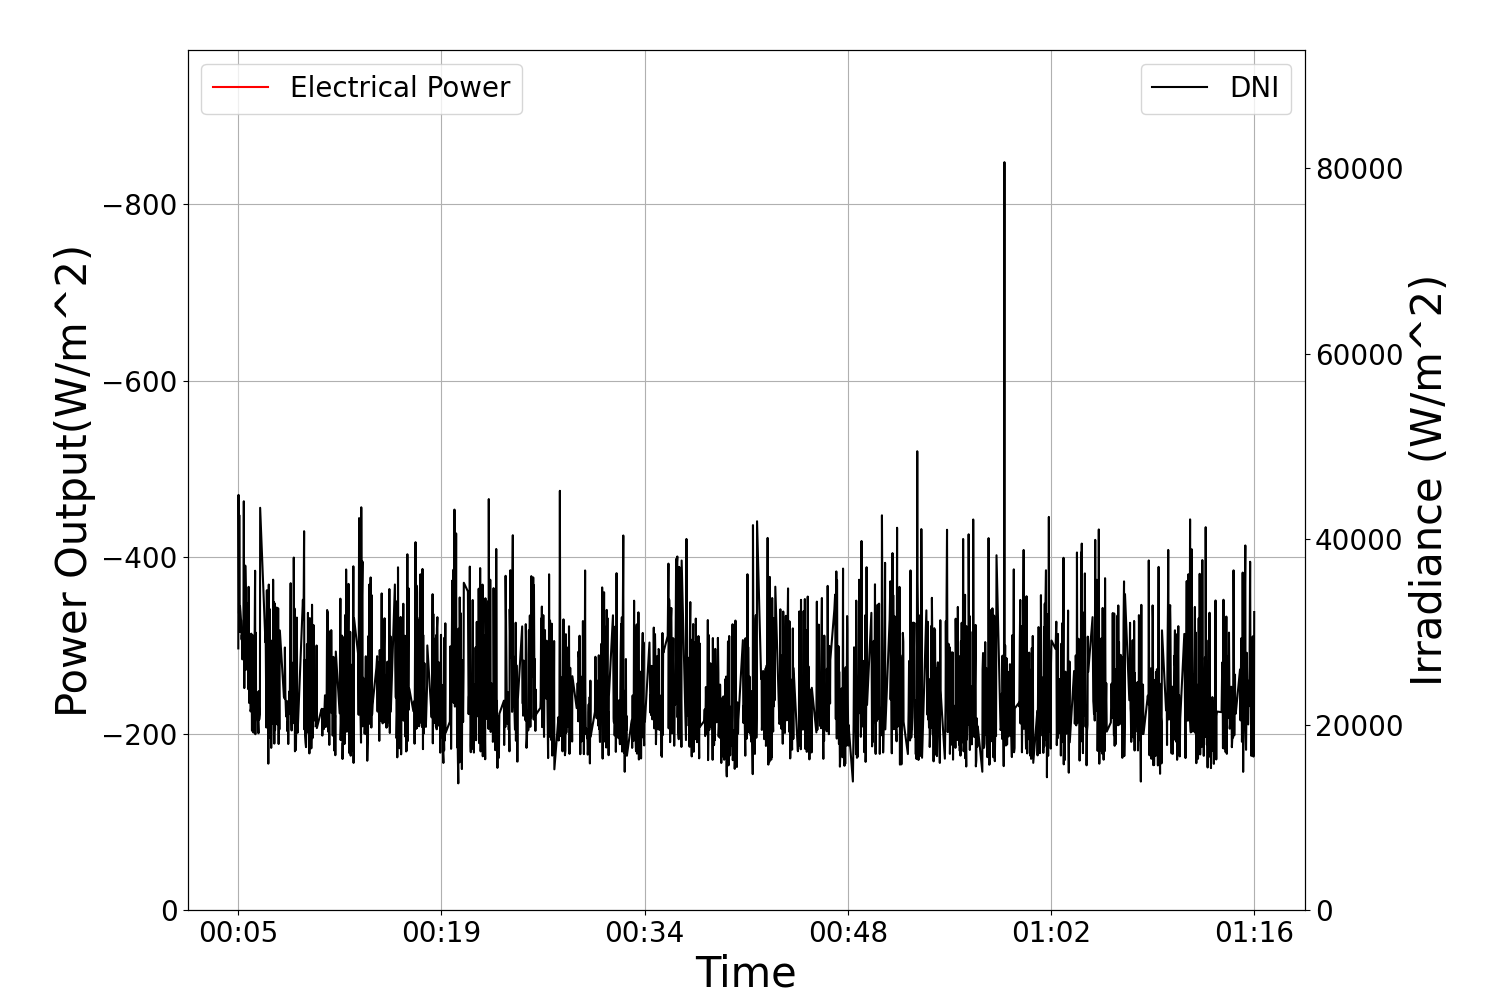 Electrical Power
DNI
Power Output(W/m^2)
−800
−600
−400
−200
0
80000
60000
40000
20000
0
Irradiance (W/m^2)
00:05 00:19 00:34 00:48 01:02 01:16
Time